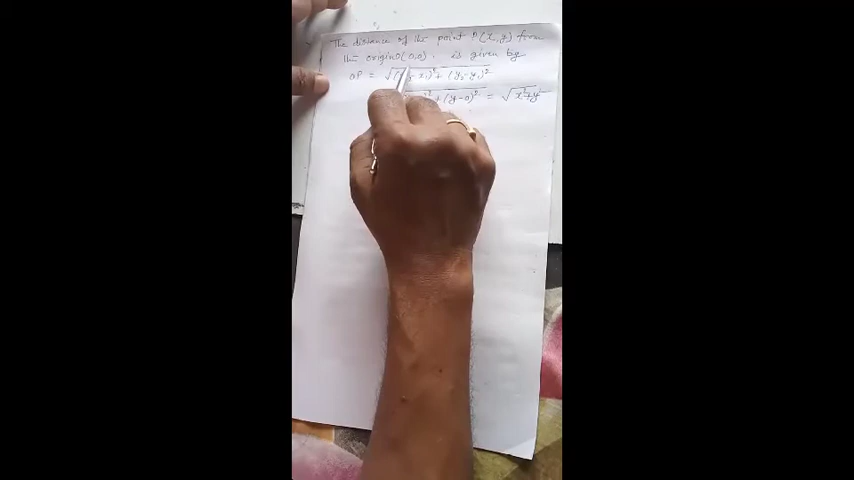 The distance of the point P(x, y) from
the origin O(0,0). is given by
OP = √(x₂-x₁)²+ (y₂-y₁)²
²+(y-0)² = √x²+y²